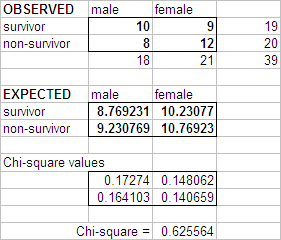 OBSERVED male female
survivor 10 9 19
non-survivor 8 12 20
18 21 39
EXPECTED male female
survivor 8.769231 10.23077
non-survivor 9.230769 10.76923
Chi-square values
0.17274 0.148062
0.164103 0.140659
Chi-square = 0.625564